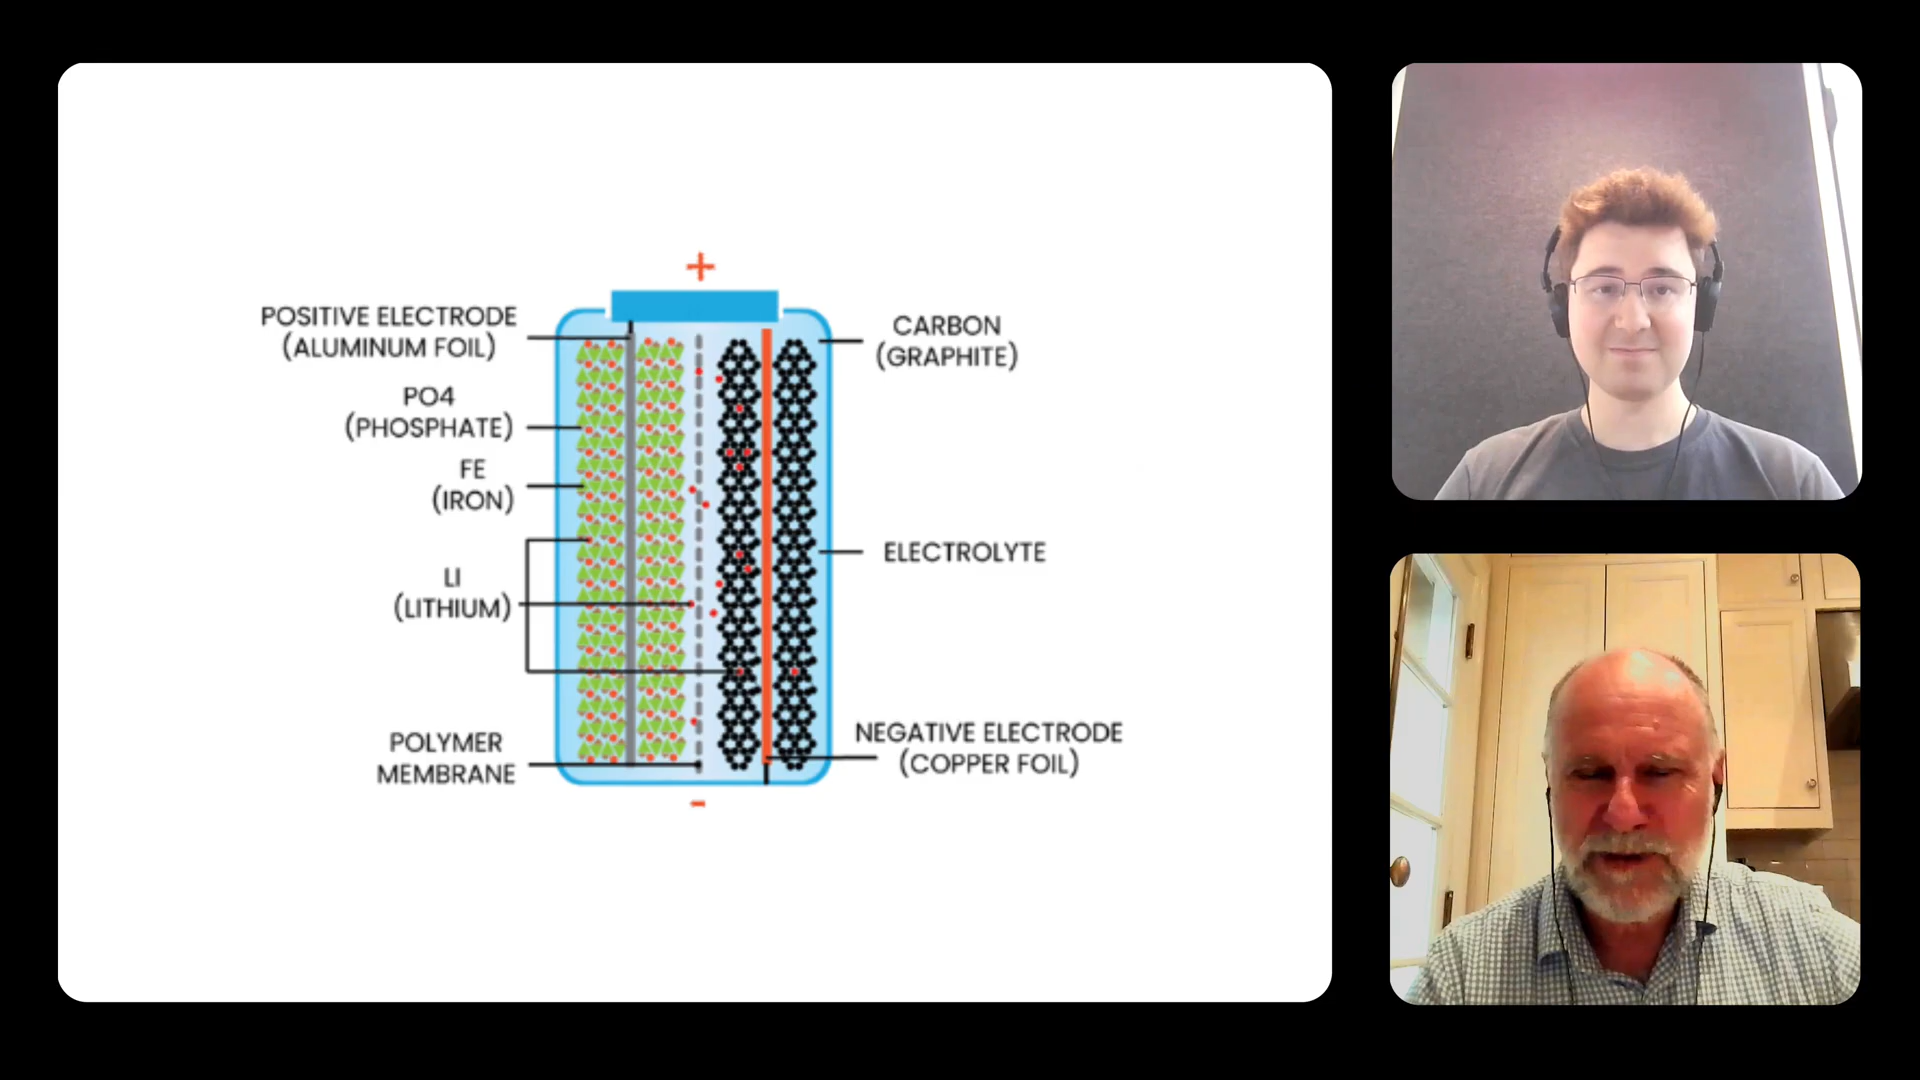 +
POSITIVE ELECTRODE
(ALUMINUM FOIL)
PO4
(PHOSPHATE)
FE
(IRON)
LI
(LITHIUM)
POLYMER
MEMBRANE
CARBON
(GRAPHITE)
ELECTROLYTE
NEGATIVE ELECTRODE
(COPPER FOIL)
-